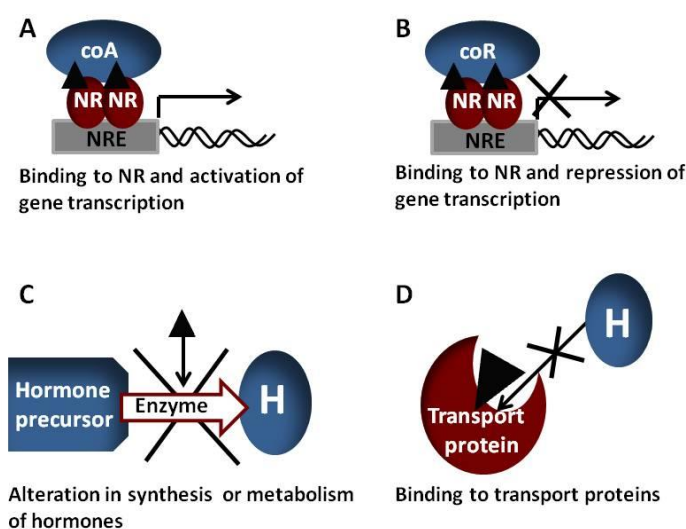 A
coA
NR NR
NRE
Binding to NR and activation of
gene transcription
B
coR
NR NR
NRE
Binding to NR and repression of
gene transcription
C
Hormone
precursor
Enzyme
H
Alteration in synthesis or metabolism
of hormones
D
H
Transport
protein
Binding to transport proteins